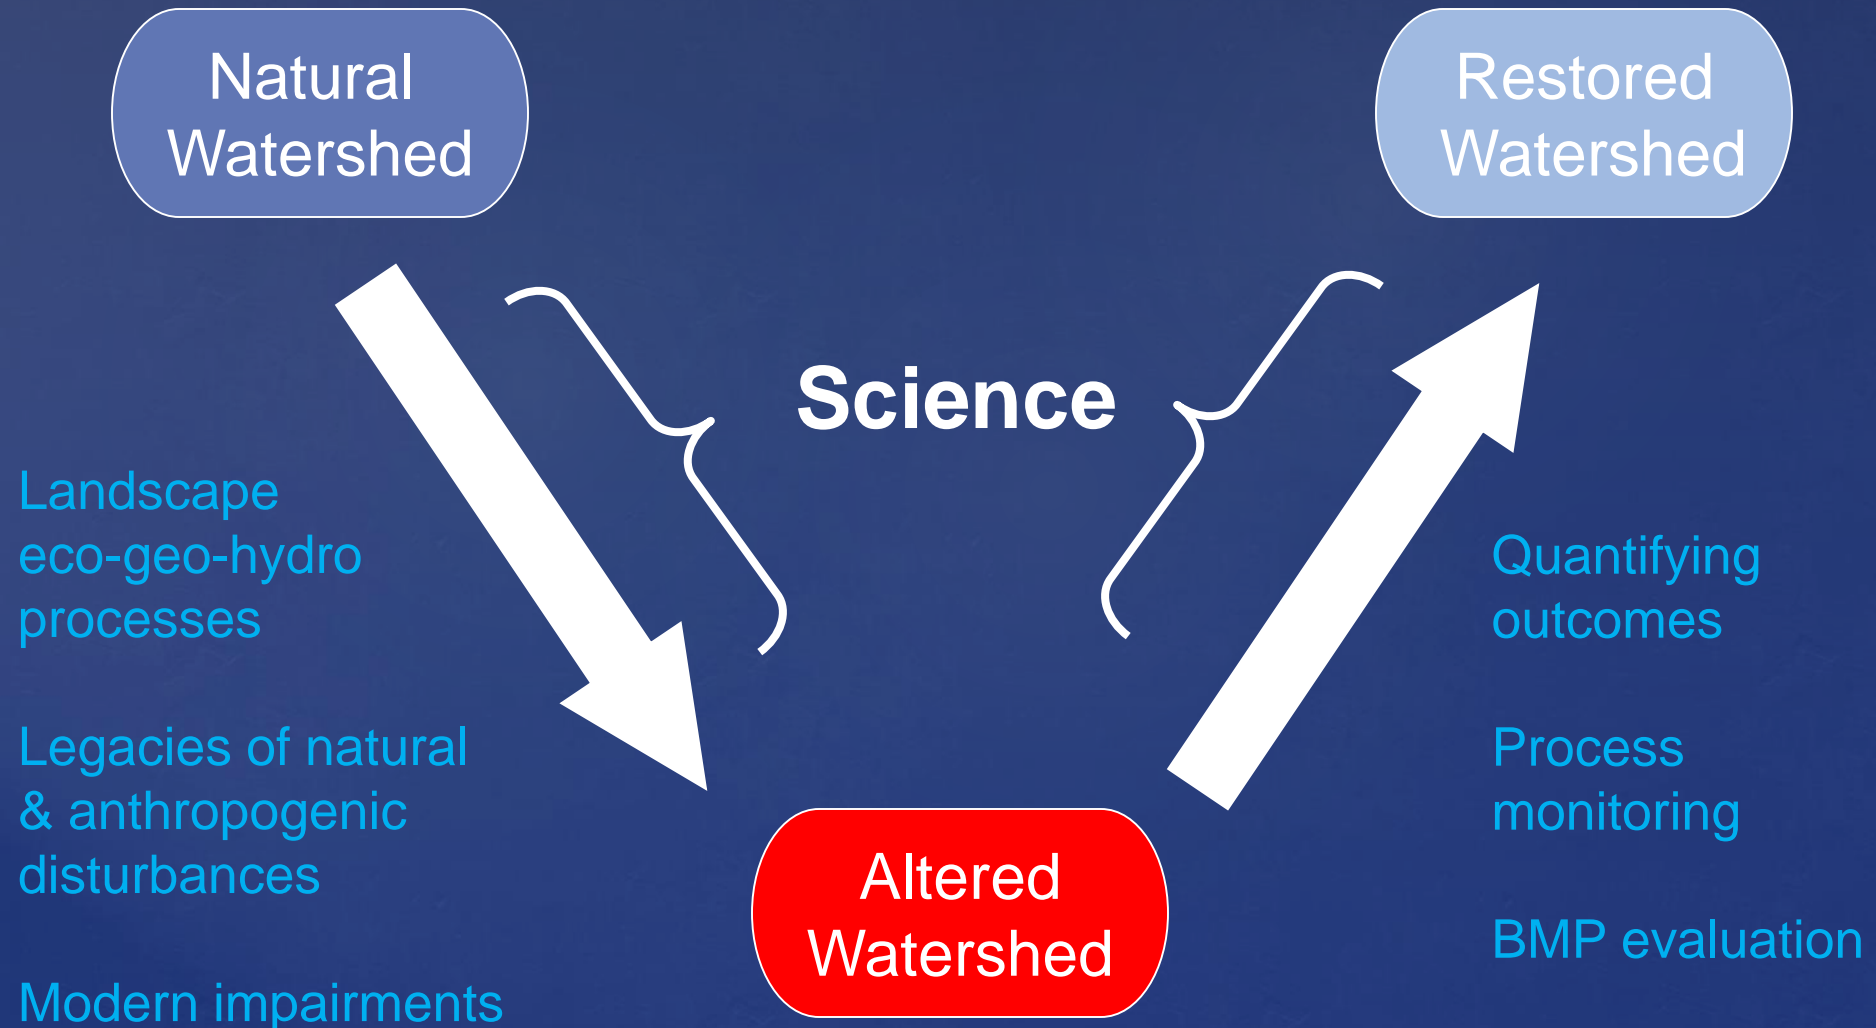 Natural
Watershed
Restored
Watershed
Science
Landscape
eco-geo-hydro
processes
Legacies of natural
& anthropogenic
disturbances
Modern impairments
Altered
Watershed
Quantifying
outcomes
Process
monitoring
BMP evaluation